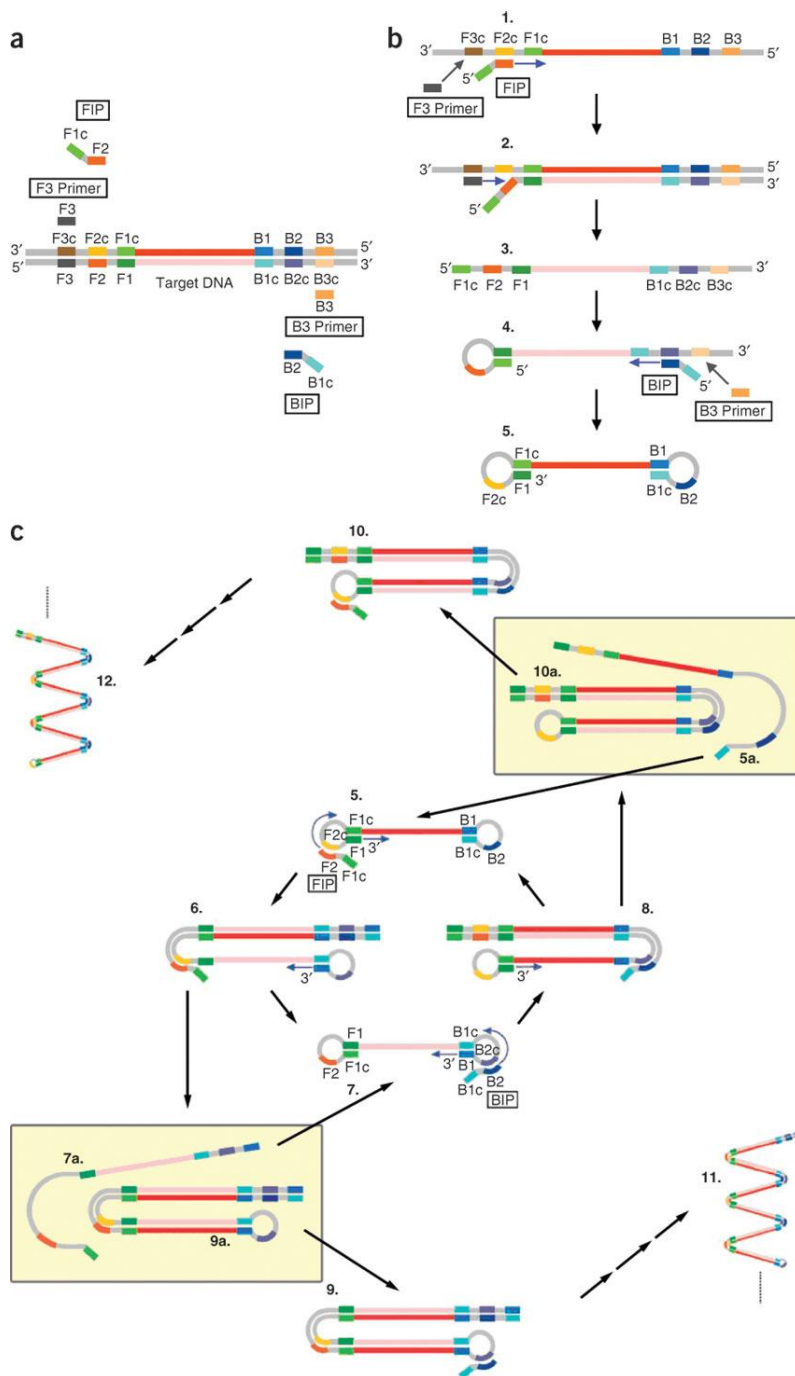 a
FIP
F1c
F2
F3 Primer
F3
F3c F2c F1c B1 B2 B3
3′ 5′
5′ 3′
F3 F2 F1 Target DNA B1c B2c B3c
B3
B3 Primer
B2
B1c
BIP
b
1.
F3c F2c F1c B1 B2 B3
3′ 5′
5′
FIP
F3 Primer
2.
3′ 5′
3′
5′
3.
5′ 3′
F1c F2 F1 B1c B2c B3c
4.
3′
5′
BIP
5′
B3 Primer
5.
F1c B1
F2c F1 3′ B1c B2
c
10.
12.
10a.
5a.
5.
F1c B1
F2c
F1 3′ B1c B2
F2 F1c
FIP
6.
8.
3′
3′
F1 B1c
B2c
F2 F1c 3′ B1
B1c B2
BIP
7.
7a.
9a.
11.
9.